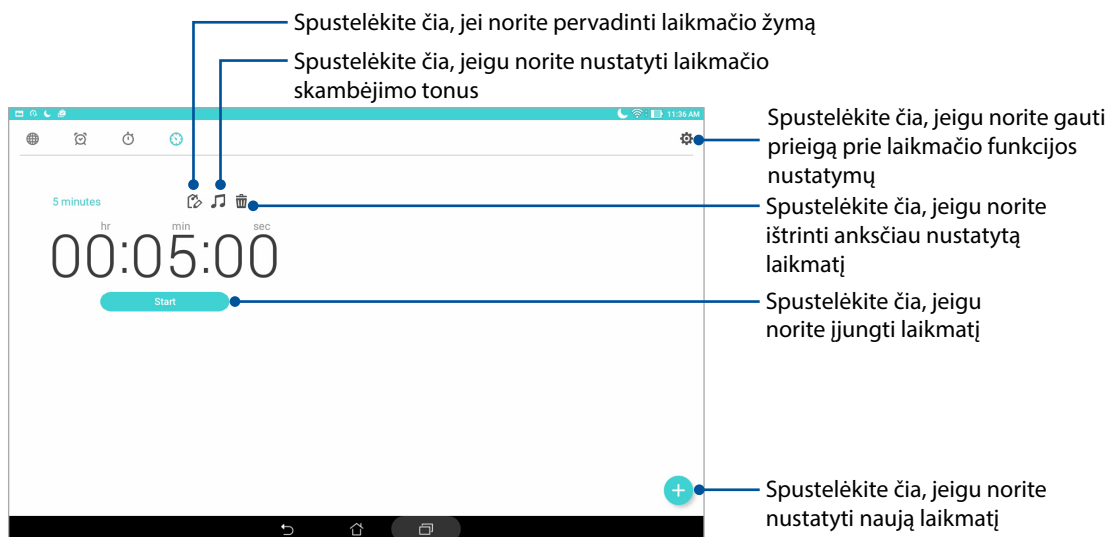 Spustelėkite čia, jei norite pervadinti laikmačio žymą
Spustelėkite čia, jeigu norite nustatyti laikmačio
skambėjimo tonus
11:36 AM
Spustelėkite čia, jeigu norite gauti
prieigą prie laikmačio funkcijos
nustatymų
5 minutes
Spustelėkite čia, jeigu norite
ištrinti anksčiau nustatytą
laikmatį
hr min sec
00:05:00
Start
Spustelėkite čia, jeigu
norite įjungti laikmatį
Spustelėkite čia, jeigu norite
nustatyti naują laikmatį